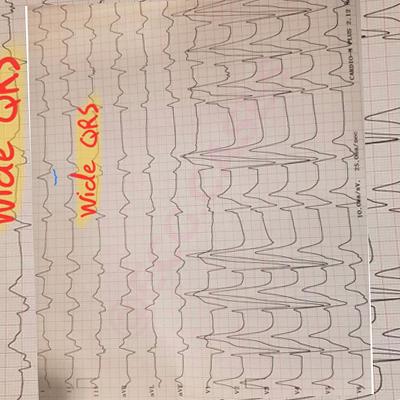 Wide QRS
Wide QRS
CARDIO-M PLUS 2.12
10.0mm/mV. 25.0mm/sec
I
II
III
aVR
aVL
aVF
V1
V2
V3
V4
V5
V6